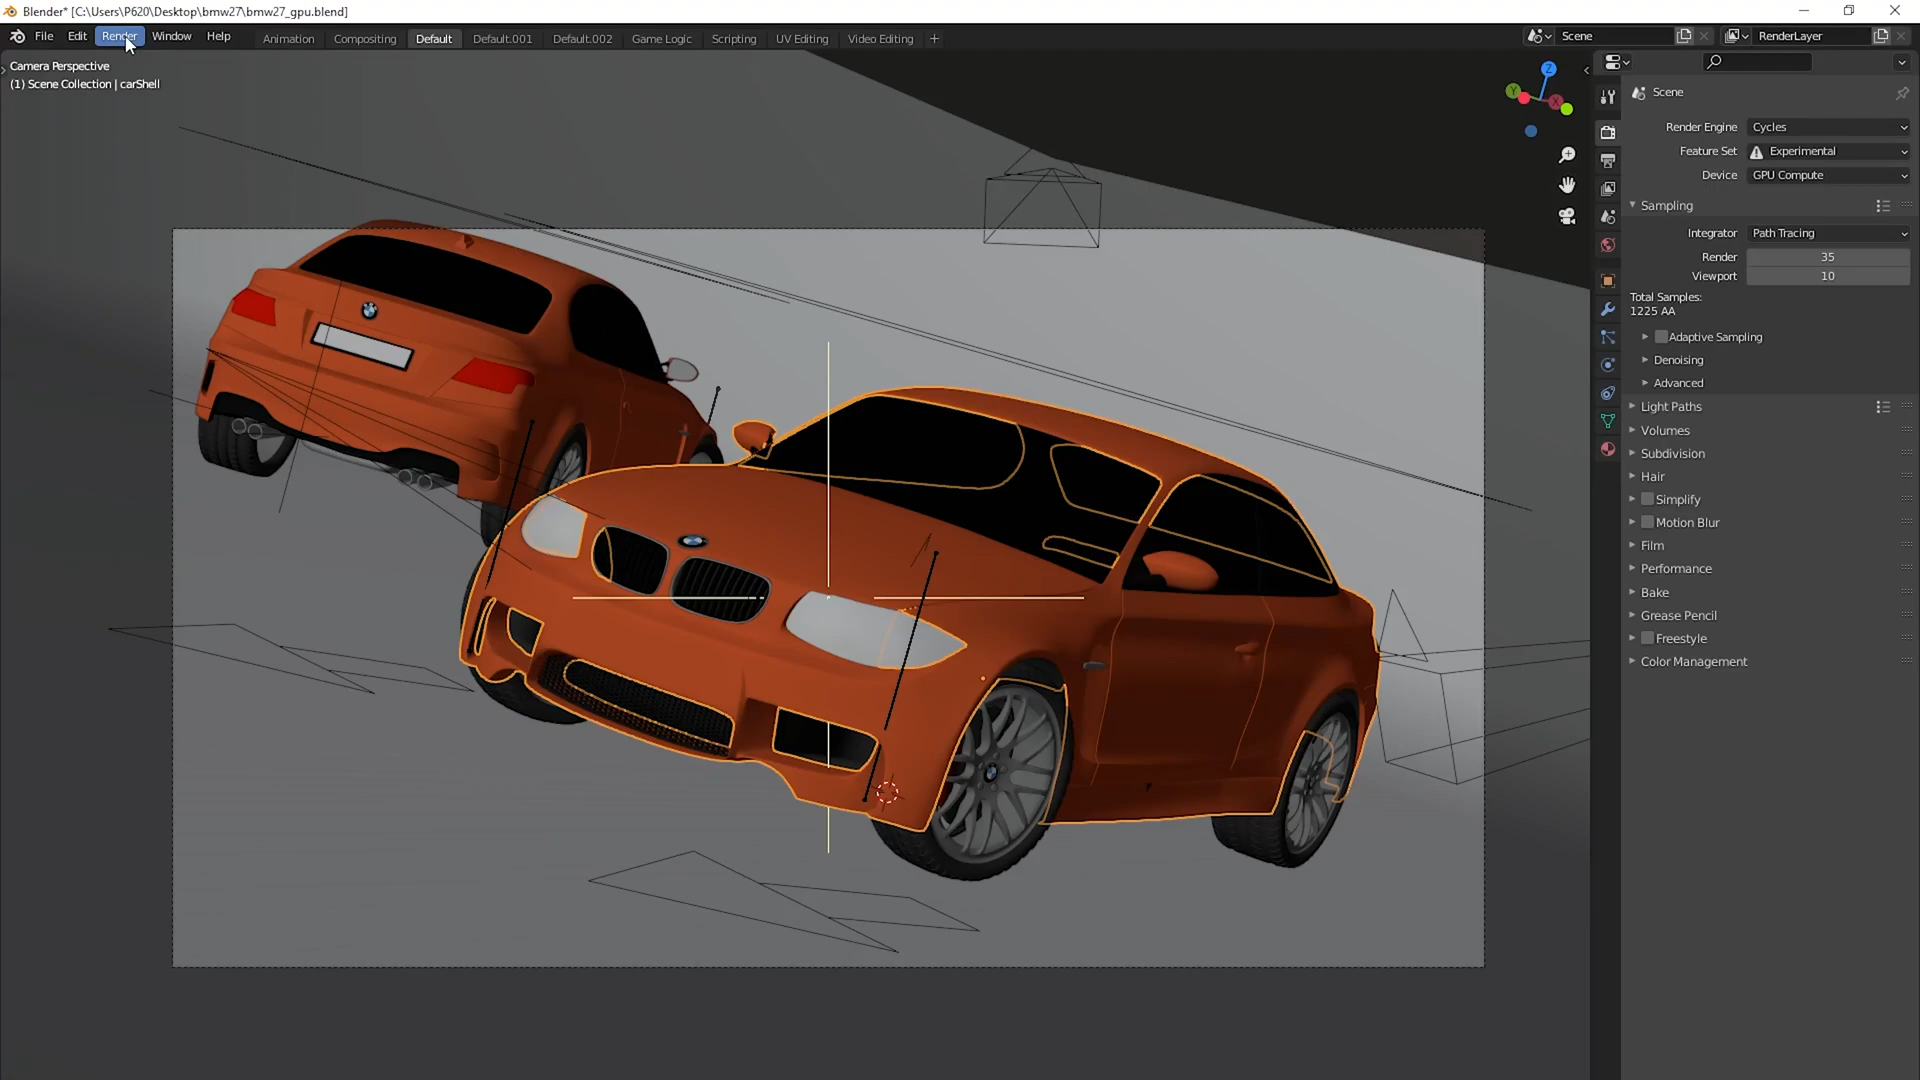 Blender* [C:\Users\P620\Desktop\bmw27\bmw27_gpu.blend]
File Edit Render Window Help Animation Compositing Default Default.001 Default.002 Game Logic Scripting UV Editing Video Editing + Scene RenderLayer
Camera Perspective
(1) Scene Collection | carShell
Z
Y
X
Scene
Render Engine Cycles
Feature Set Experimental
Device GPU Compute
Sampling
Integrator Path Tracing
Render 35
Viewport 10
Total Samples:
1225 AA
Adaptive Sampling
Denoising
Advanced
Light Paths
Volumes
Subdivision
Hair
Simplify
Motion Blur
Film
Performance
Bake
Grease Pencil
Freestyle
Color Management